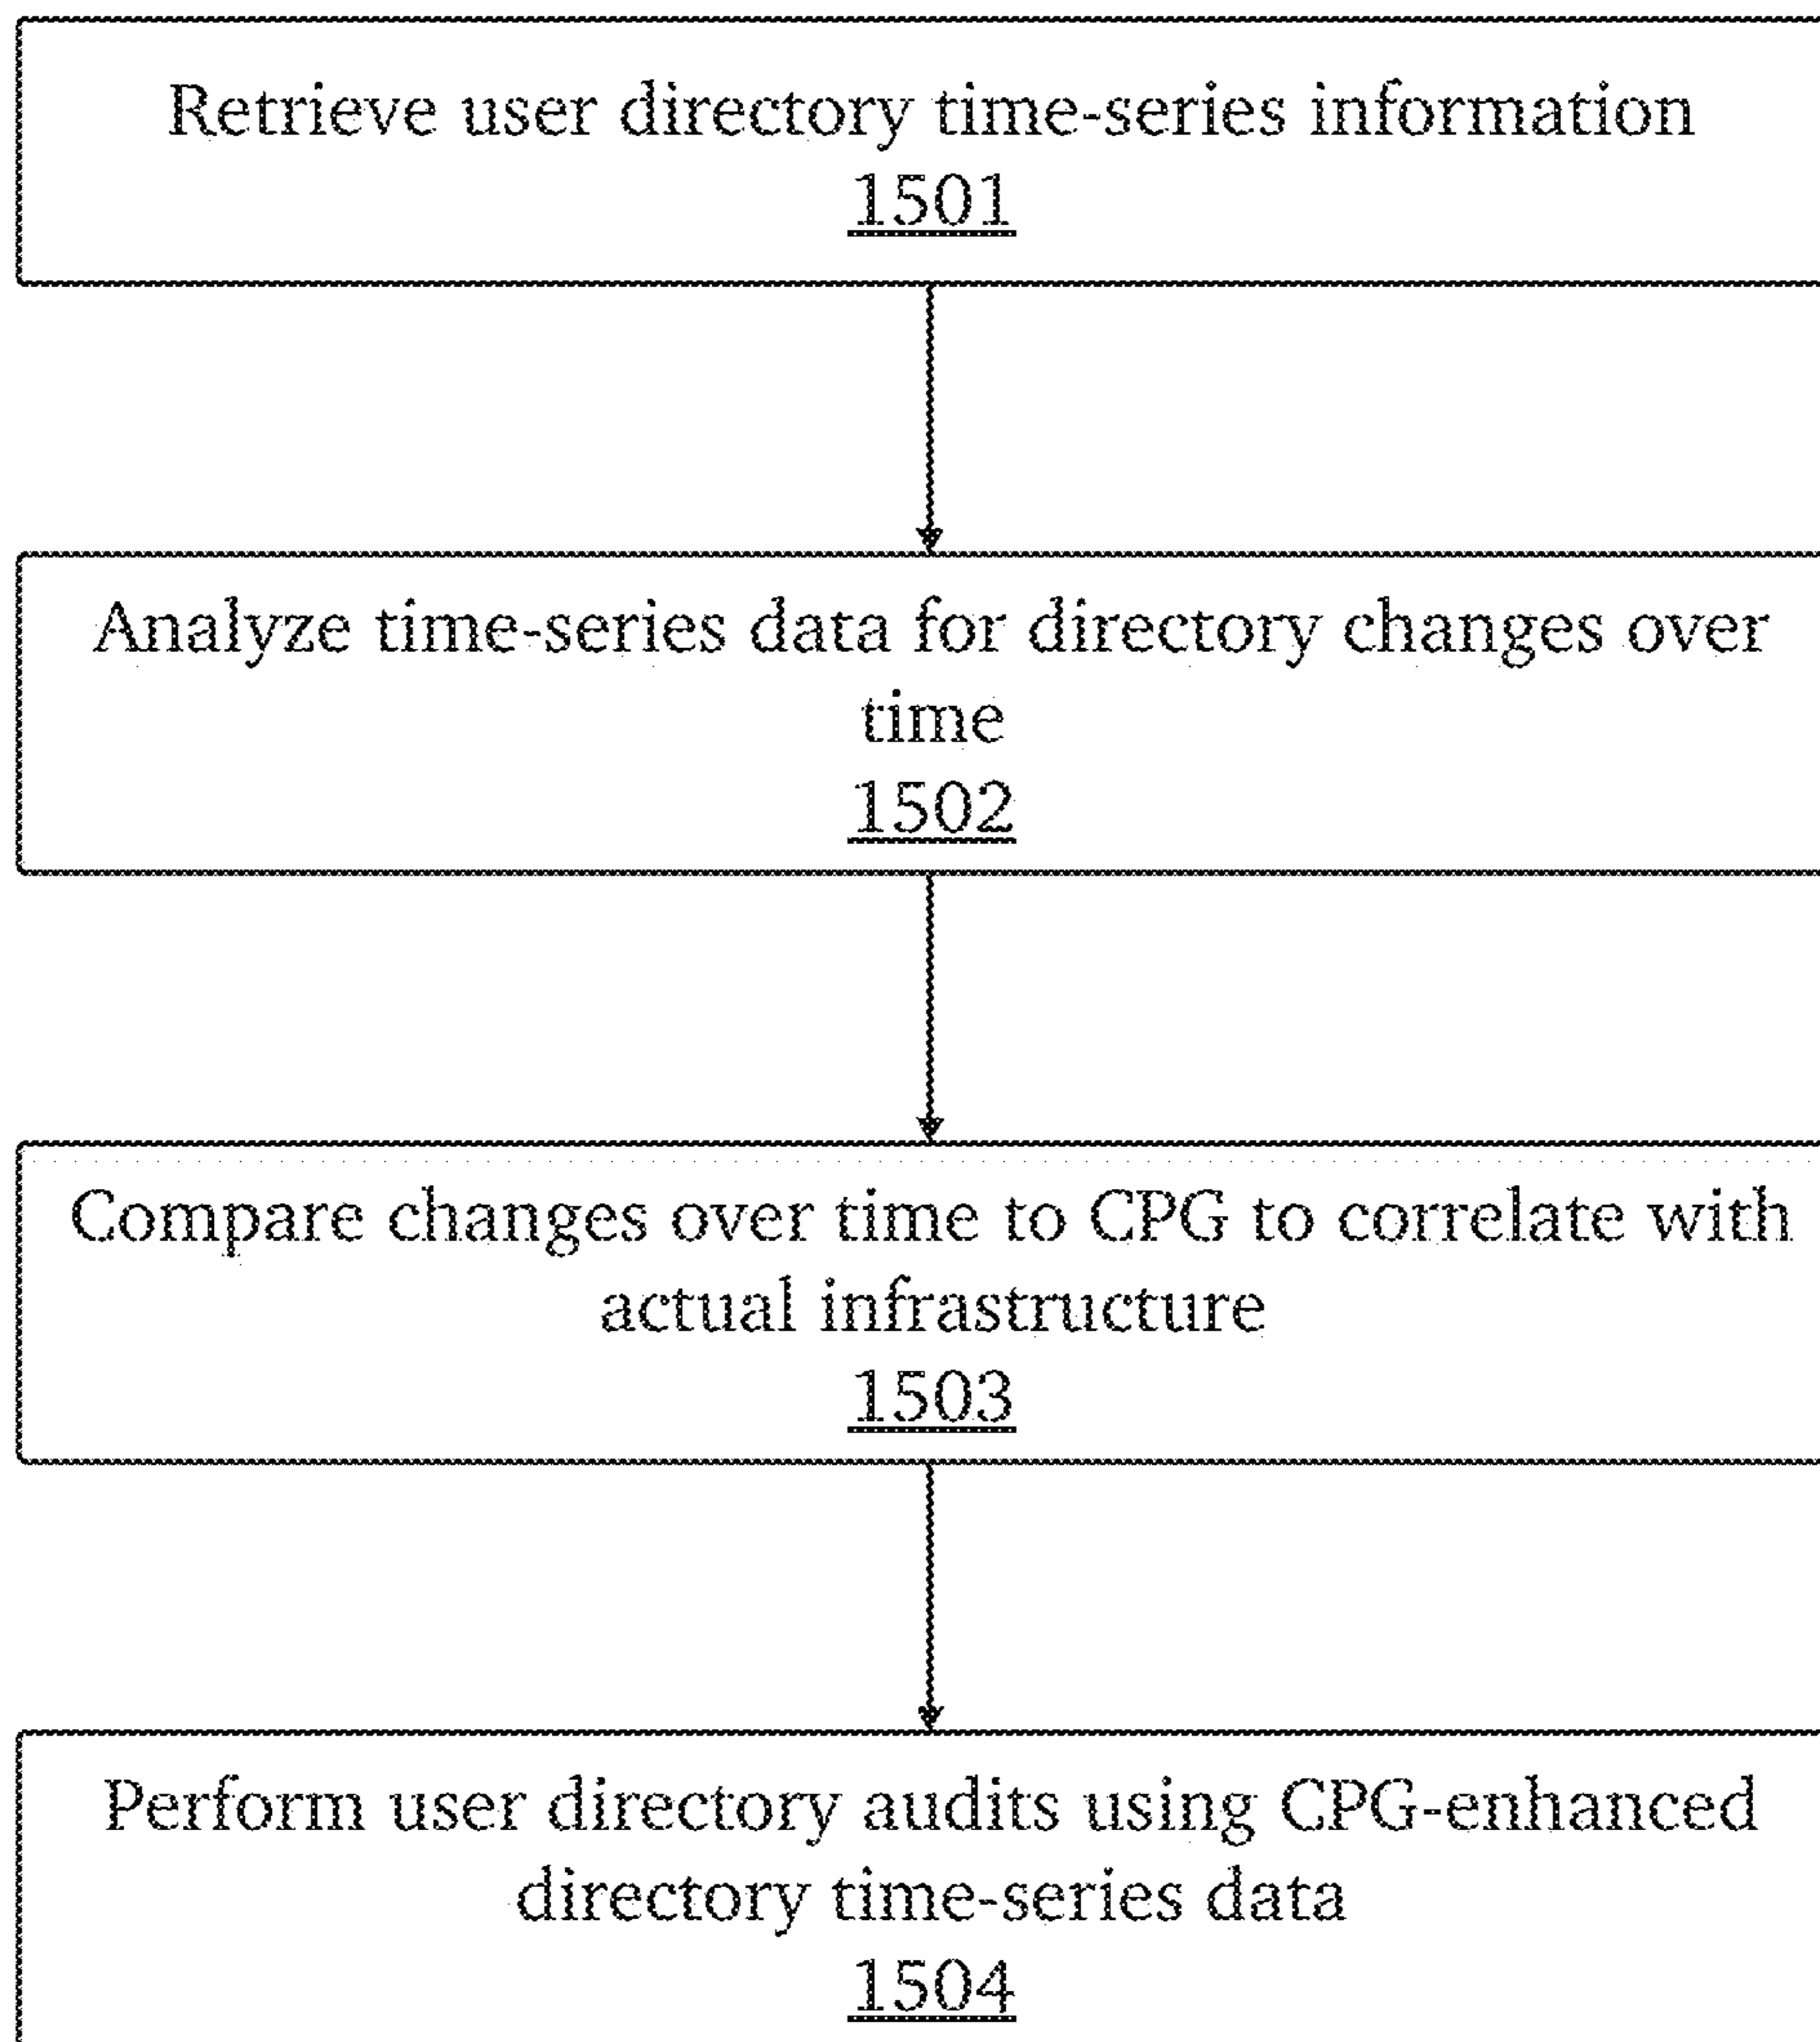 Retrieve user directory time-series information
1501
Analyze time-series data for directory changes over
time
1502
Compare changes over time to CPG to correlate with
actual infrastructure
1503
Perform user directory audits using CPG-enhanced
directory time-series data
1504